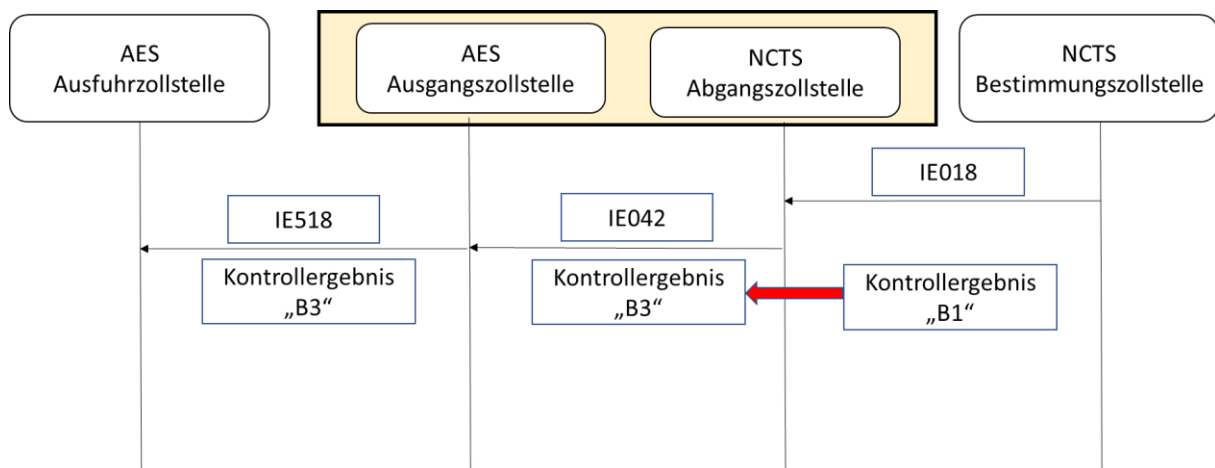 AES
Ausfuhrzollstelle
AES
Ausgangszollstelle
NCTS
Abgangszollstelle
NCTS
Bestimmungszollstelle
IE018
IE518
IE042
Kontrollergebnis
„B3“
Kontrollergebnis
„B3“
Kontrollergebnis
„B1“